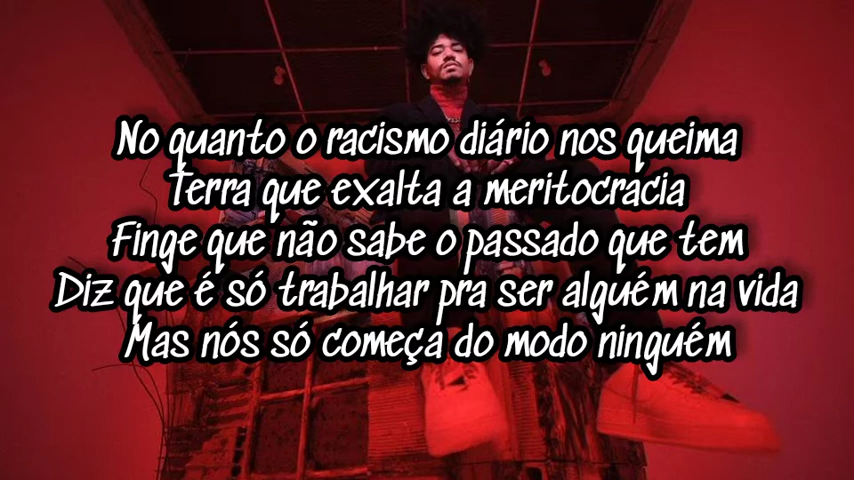 No quanto o racismo diário nos queima
Terra que exalta a meritocracia
Finge que não sabe o passado que tem
Diz que é só trabalhar pra ser alguém na vida
Mas nós só começa do modo ninguém